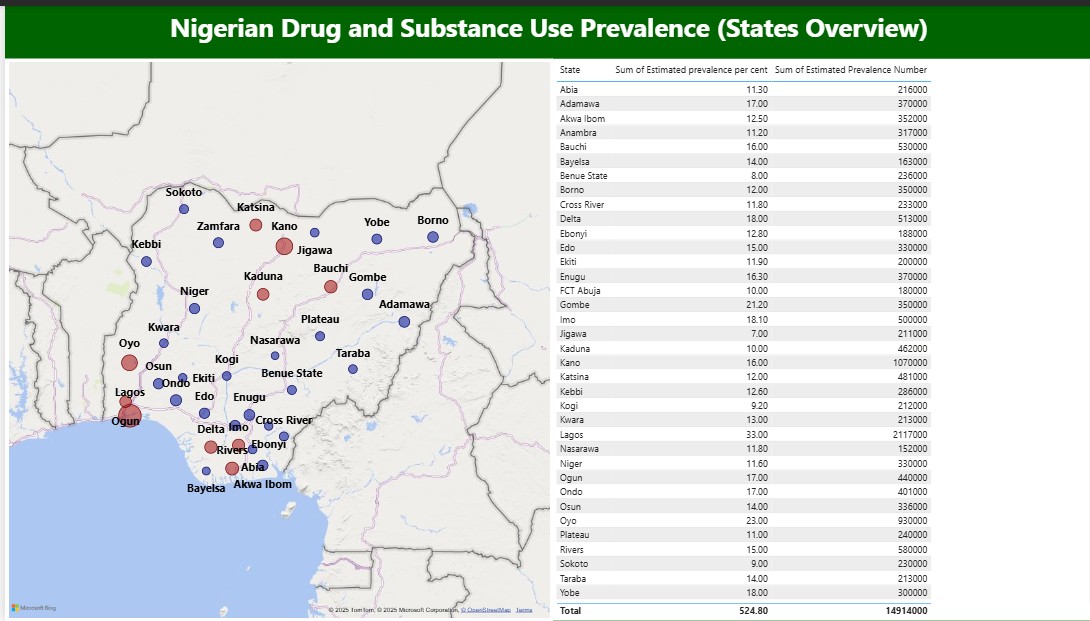 Nigerian Drug and Substance Use Prevalence (States Overview)
Sokoto
Katsina
Zamfara
Kano
Yobe
Borno
Kebbi
Jigawa
Kaduna
Bauchi
Gombe
Niger
Adamawa
Plateau
Kwara
Oyo
Nasarawa
Kogi
Taraba
Osun
Benue State
Ondo
Ekiti
Lagos
Edo
Enugu
Ogun
Cross River
Delta
Imo
Ebonyi
Rivers
Abia
Bayelsa
Akwa Ibom
Microsoft Bing
© 2025 TomTom, © 2025 Microsoft Corporation, © OpenStreetMap Terms
State Sum of Estimated prevalence per cent Sum of Estimated Prevalence Number
Abia 11.30 216000
Adamawa 17.00 370000
Akwa Ibom 12.50 352000
Anambra 11.20 317000
Bauchi 16.00 530000
Bayelsa 14.00 163000
Benue State 8.00 236000
Borno 12.00 350000
Cross River 11.80 233000
Delta 18.00 513000
Ebonyi 12.80 188000
Edo 15.00 330000
Ekiti 11.90 200000
Enugu 16.30 370000
FCT Abuja 10.00 180000
Gombe 21.20 350000
Imo 18.10 500000
Jigawa 7.00 211000
Kaduna 10.00 462000
Kano 16.00 1070000
Katsina 12.00 481000
Kebbi 12.60 286000
Kogi 9.20 212000
Kwara 13.00 213000
Lagos 33.00 2117000
Nasarawa 11.80 152000
Niger 11.60 330000
Ogun 17.00 440000
Ondo 17.00 401000
Osun 14.00 336000
Oyo 23.00 930000
Plateau 11.00 240000
Rivers 15.00 580000
Sokoto 9.00 230000
Taraba 14.00 213000
Yobe 18.00 300000
Total 524.80 14914000